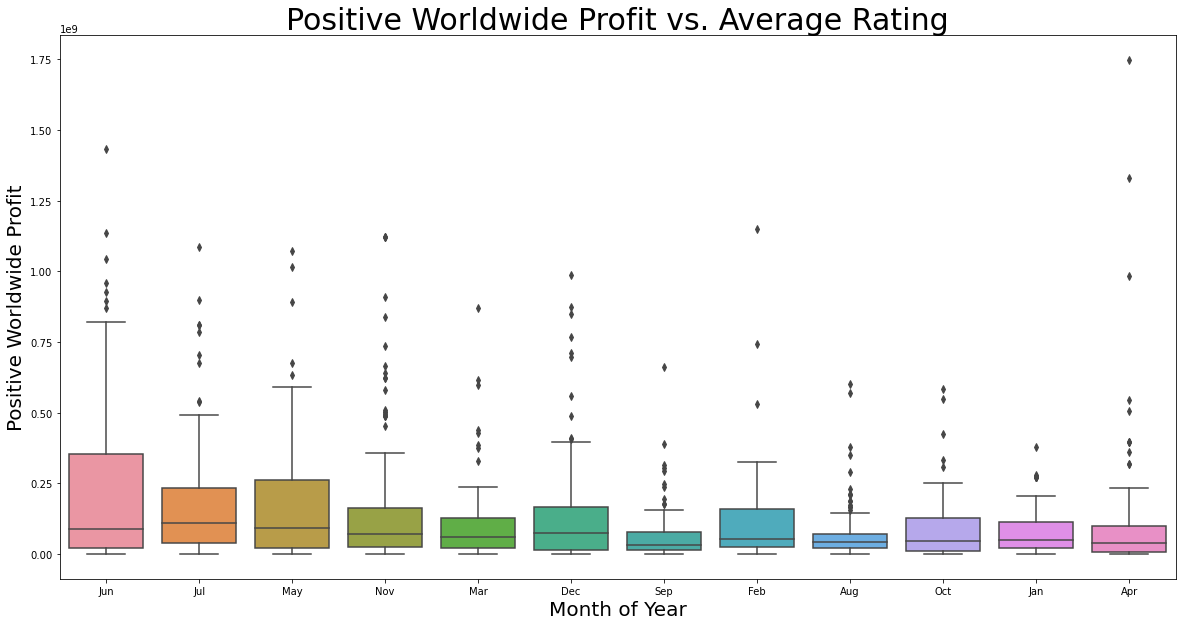 Positive Worldwide Profit vs. Average Rating
1e9
1.75
1.50
1.25
1.00
0.75
0.50
0.25
0.00
Positive Worldwide Profit
Jun Jul May Nov Mar Dec Sep Feb Aug Oct Jan Apr
Month of Year